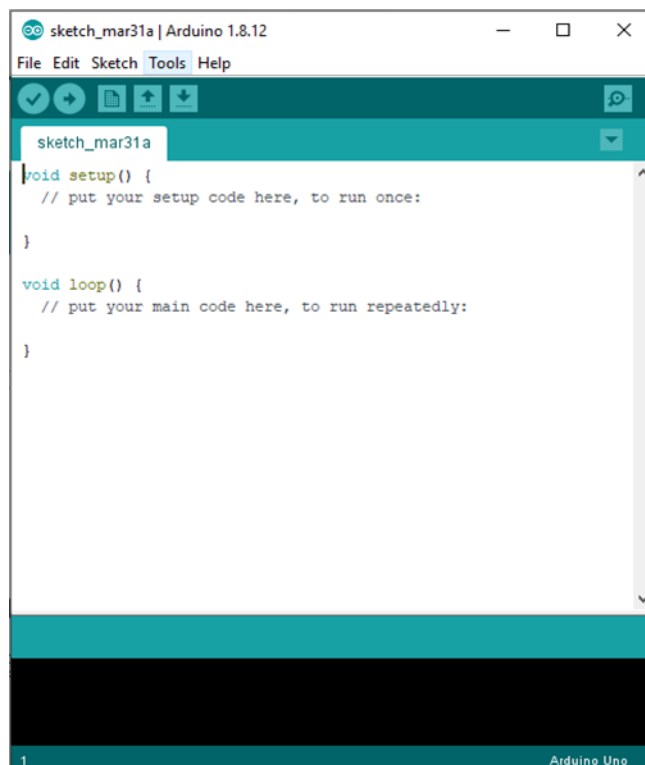 sketch_mar31a | Arduino 1.8.12
File Edit Sketch Tools Help
sketch_mar31a
void setup() {
  // put your setup code here, to run once:
}
void loop() {
  // put your main code here, to run repeatedly:
}
1 Arduino Uno